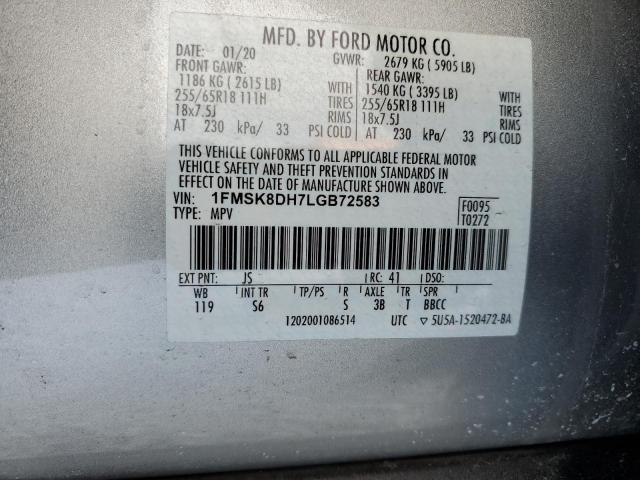 MFD. BY FORD MOTOR CO.
DATE: 01/20 GVWR: 2679 KG (5905 LB)
FRONT GAWR: REAR GAWR:
1186 KG (2615 LB) 1540 KG (3395 LB)
255/65R18 111H TIRES 255/65R18 111H TIRES
18x7.5J RIMS 18x7.5J RIMS
AT 230 kPa/ 33 PSI COLD AT 230 kPa/ 33 PSI COLD
THIS VEHICLE CONFORMS TO ALL APPLICABLE FEDERAL MOTOR
VEHICLE SAFETY AND THEFT PREVENTION STANDARDS IN
EFFECT ON THE DATE OF MANUFACTURE SHOWN ABOVE.
VIN: 1FMSK8DH7LGB72583 F0095
TYPE: MPV T0272
EXT PNT: JS RC: 41 DSO:
WB INT TR TP/PS R AXLE TR SPR
119 S6 S 3B T BBCC
1202001086514 UTC ▽ 5U5A-1520472-BA